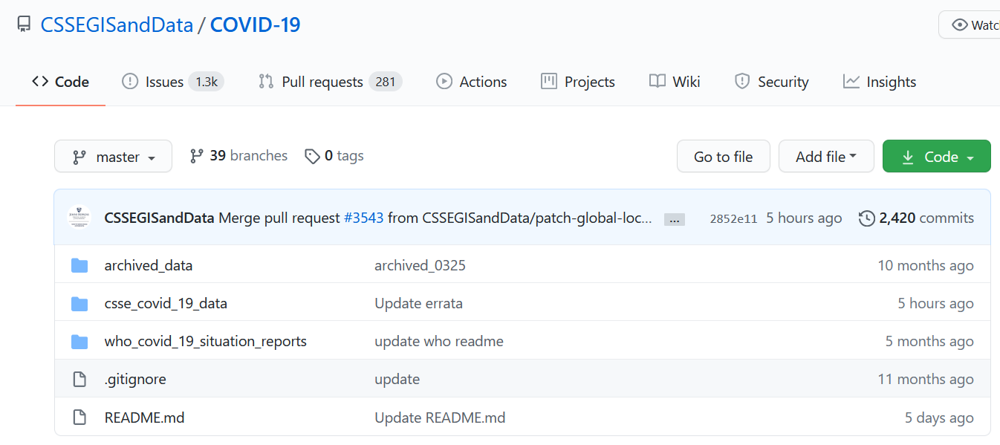 CSSEGISandData / COVID-19
Watc
Code Issues 1.3k Pull requests 281 Actions Projects Wiki Security Insights
master 39 branches 0 tags Go to file Add file Code
CSSEGISandData Merge pull request #3543 from CSSEGISandData/patch-global-loc... ... 2852e11 5 hours ago 2,420 commits
archived_data archived_0325 10 months ago
csse_covid_19_data Update errata 5 hours ago
who_covid_19_situation_reports update who readme 5 months ago
.gitignore update 11 months ago
README.md Update README.md 5 days ago